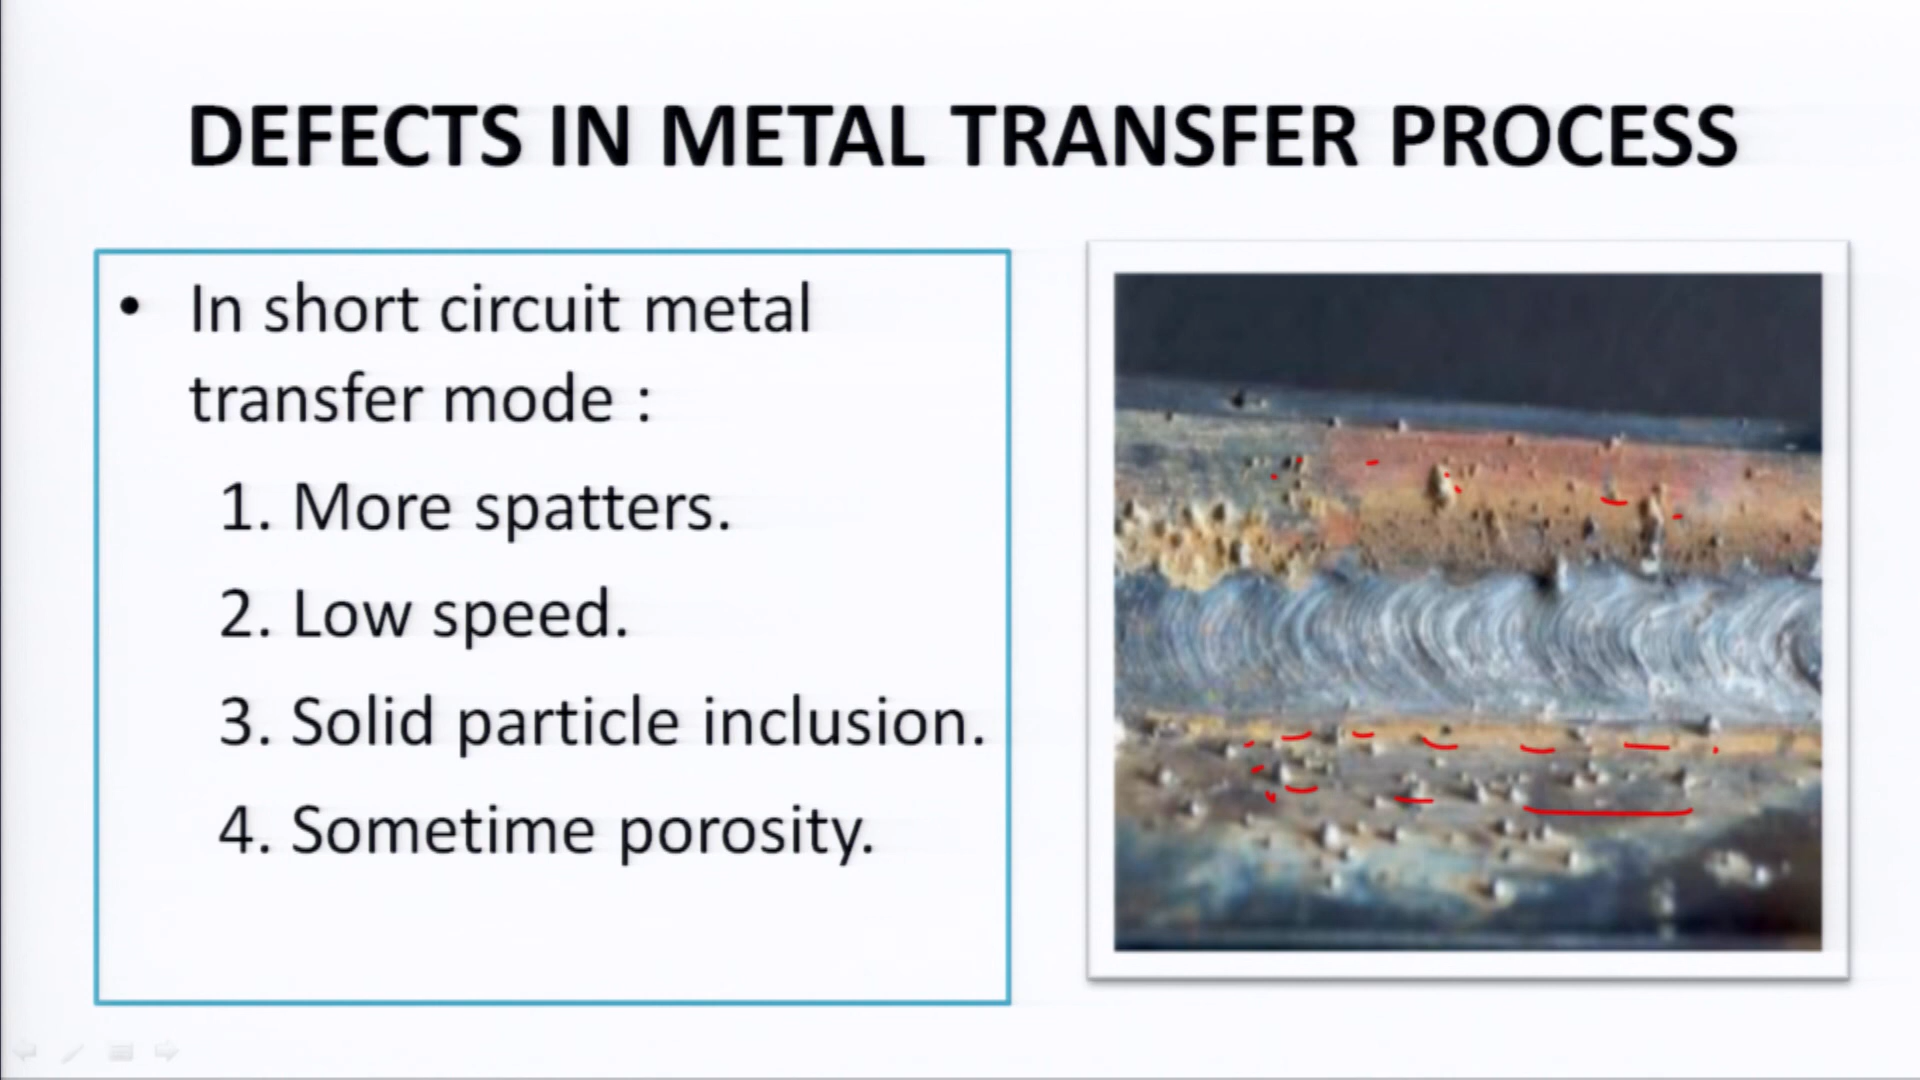 DEFECTS IN METAL TRANSFER PROCESS
• In short circuit metal
transfer mode :
1. More spatters.
2. Low speed.
3. Solid particle inclusion.
4. Sometime porosity.